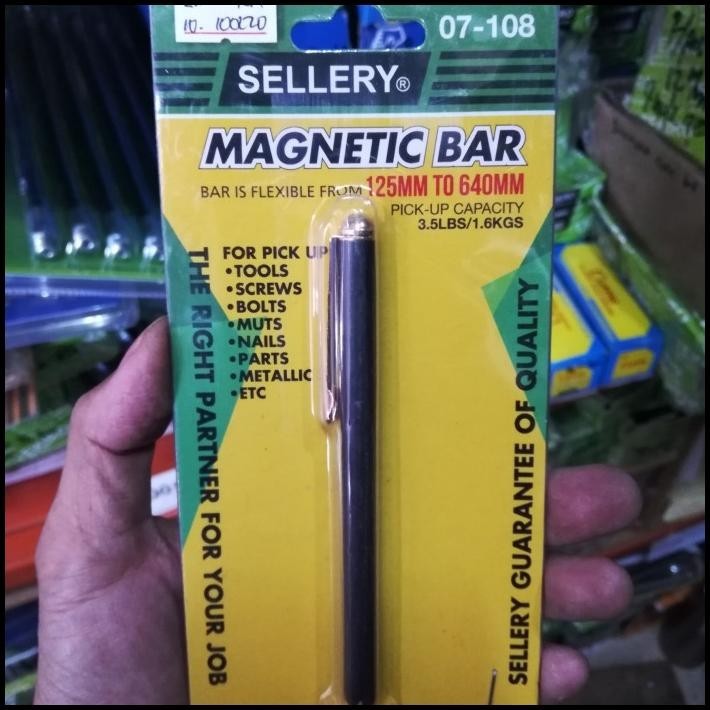 10. 100220
07-108
SELLERY®
MAGNETIC BAR
BAR IS FLEXIBLE FROM 125MM TO 640MM
PICK-UP CAPACITY
3.5LBS/1.6KGS
FOR PICK UP
•TOOLS
•SCREWS
•BOLTS
•MUTS
•NAILS
•PARTS
•METALLIC
•ETC
THE RIGHT PARTNER FOR YOUR JOB
SELLERY GUARANTEE OF QUALITY